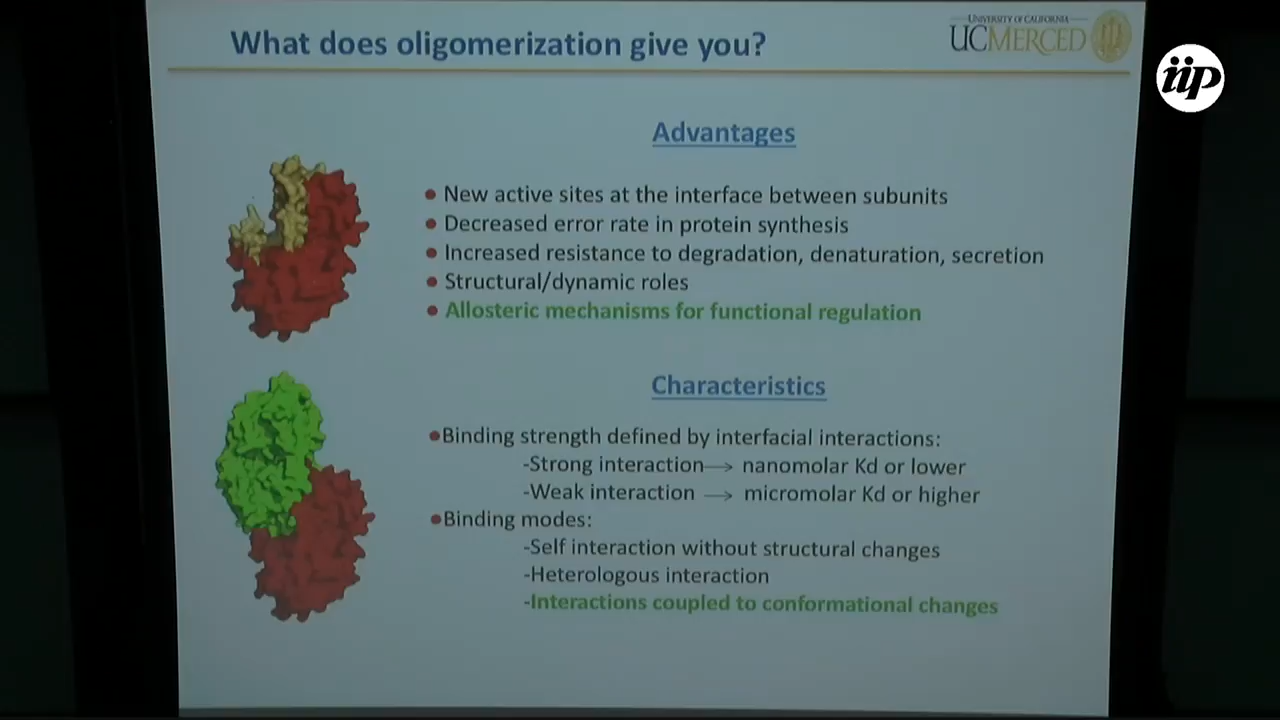 What does oligomerization give you?
UNIVERSITY OF CALIFORNIA
UCMERCED
iip
Advantages
• New active sites at the interface between subunits
• Decreased error rate in protein synthesis
• Increased resistance to degradation, denaturation, secretion
• Structural/dynamic roles
• Allosteric mechanisms for functional regulation
Characteristics
•Binding strength defined by interfacial interactions:
-Strong interaction→ nanomolar Kd or lower
-Weak interaction → micromolar Kd or higher
•Binding modes:
-Self interaction without structural changes
-Heterologous interaction
-Interactions coupled to conformational changes